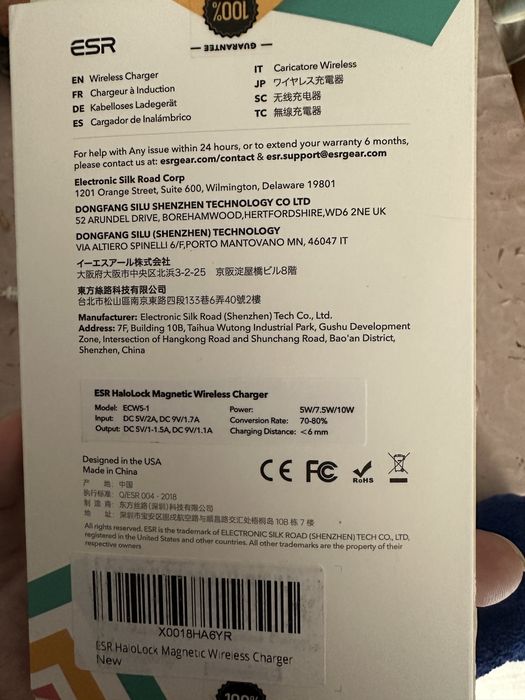 100%
GUARANTEE
ESR
EN Wireless Charger
FR Chargeur à Induction
DE Kabelloses Ladegerät
ES Cargador de Inalámbrico
IT Caricatore Wireless
JP ワイヤレス充電器
SC 无线充电器
TC 無線充電器
For help with Any issue within 24 hours, or to extend your warranty 6 months,
please contact us at: esrgear.com/contact & esr.support@esrgear.com
Electronic Silk Road Corp
1201 Orange Street, Suite 600, Wilmington, Delaware 19801
DONGFANG SILU SHENZHEN TECHNOLOGY CO LTD
52 ARUNDEL DRIVE, BOREHAMWOOD,HERTFORDSHIRE,WD6 2NE UK
DONGFANG SILU (SHENZHEN) TECHNOLOGY
VIA ALTIERO SPINELLI 6/F,PORTO MANTOVANO MN, 46047 IT
イーエスアール株式会社
大阪府大阪市中央区北浜3-2-25 京阪淀屋橋ビル8階
東方絲路科技有限公司
台北市松山區南京東路四段133巷6弄40號2樓
Manufacturer: Electronic Silk Road (Shenzhen) Tech Co., Ltd.
Address: 7F, Building 10B, Taihua Wutong Industrial Park, Gushu Development
Zone, Intersection of Hangkong Road and Shunchang Road, Bao'an District,
Shenzhen, China
ESR HaloLock Magnetic Wireless Charger
Model: ECW5-1
Input: DC 5V/2A, DC 9V/1.7A
Output: DC 5V/1-1.5A, DC 9V/1.1A
Power: 5W/7.5W/10W
Conversion Rate: 70-80%
Charging Distance: <6 mm
Designed in the USA
Made in China
CE FC RoHS
产 地: 中国
执行标准: Q/ESR 004 - 2018
制 造 商: 东方丝路(深圳)科技有限公司
地 址: 深圳市宝安区固戍航空路与顺昌路交汇处梧桐岛 10B 栋 7 楼
All rights reserved. ESR is the trademark of ELECTRONIC SILK ROAD (SHENZHEN) TECH CO., LTD,
registered in the United States and other countries. All other trademarks are the property of their
respective owners
X0018HA6YR
ESR HaloLock Magnetic Wireless Charger
New
100%